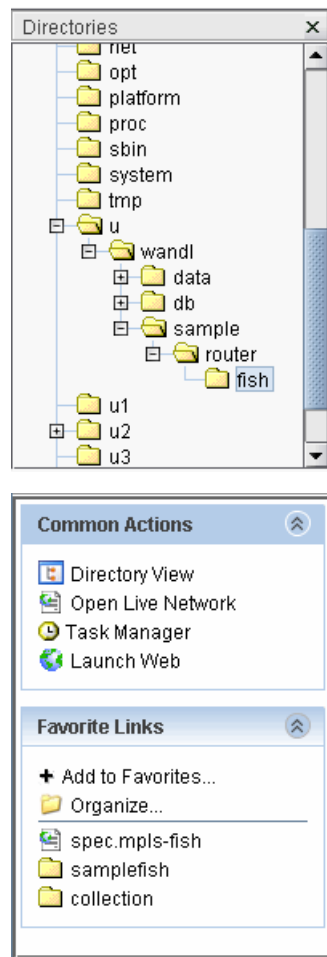 Directories
net
opt
platform
proc
sbin
system
tmp
u
wandl
data
db
sample
router
fish
u1
u2
u3
Common Actions
Directory View
Open Live Network
Task Manager
Launch Web
Favorite Links
Add to Favorites...
Organize...
spec.mpls-fish
samplefish
collection